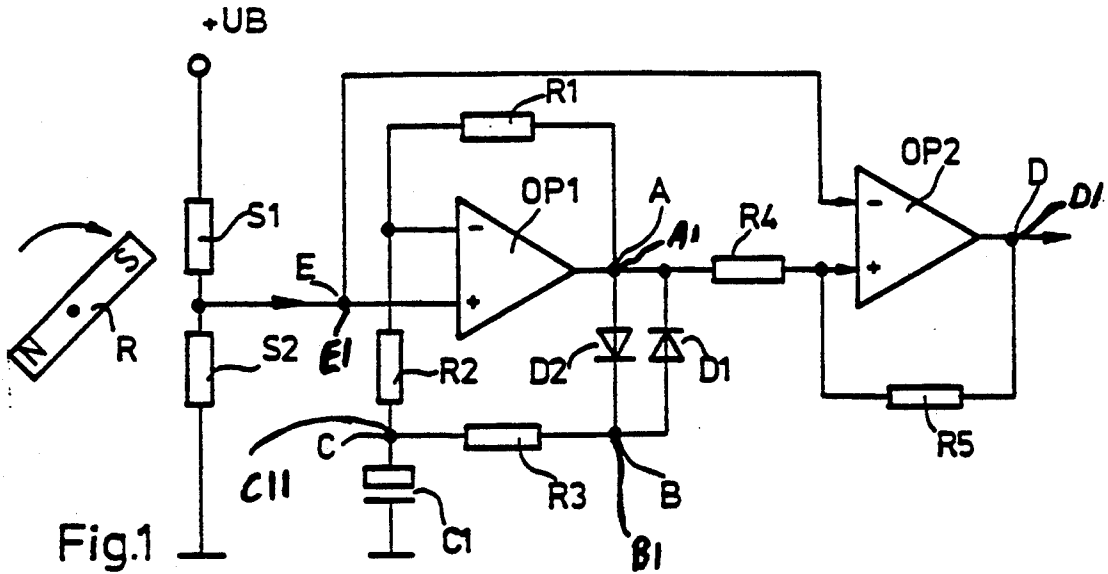 +UB
R1
OP1
OP2
A
A1
R4
D
D1
S1
S
E
E1
N
R
S2
R2
D2
D1
R5
C
C11
R3
B
B1
C1
Fig.1
-
+
-
+